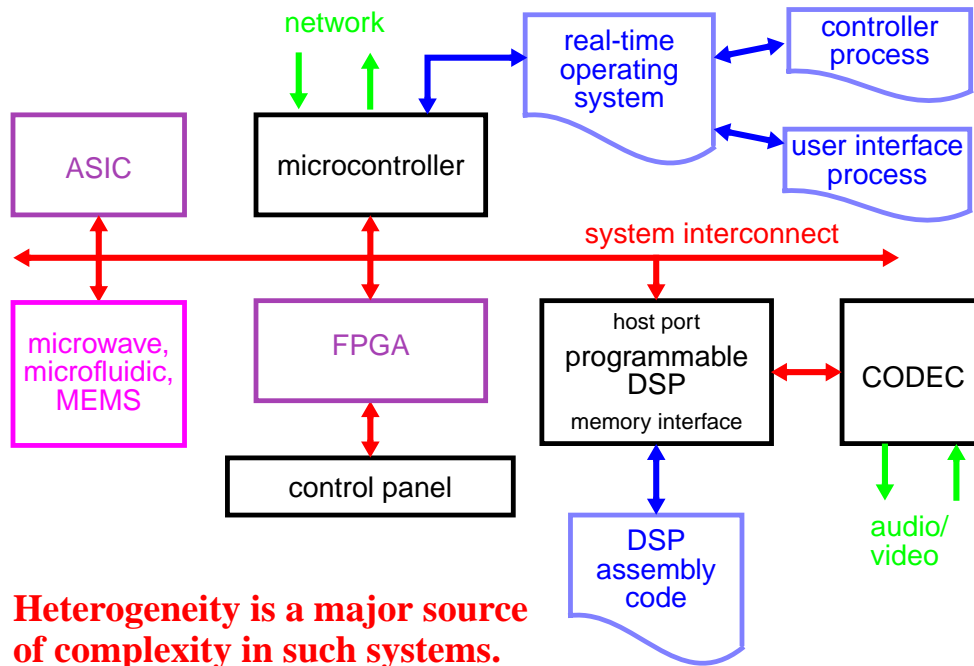 network
real-time
operating
system
controller
process
user interface
process
ASIC
microcontroller
system interconnect
microwave,
microfluidic,
MEMS
FPGA
host port
programmable
DSP
memory interface
CODEC
control panel
DSP
assembly
code
audio/
video
Heterogeneity is a major source
of complexity in such systems.